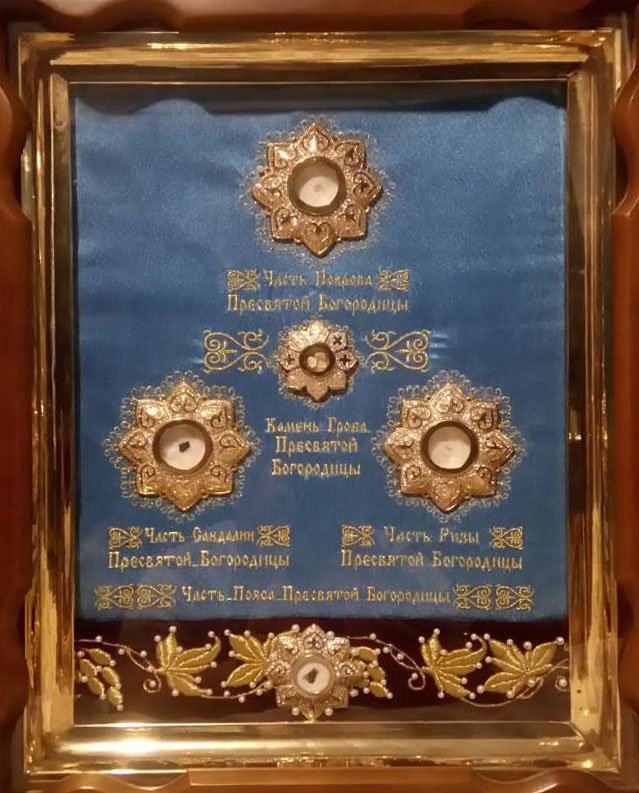 Часть Покрова
Пресвятой Богородицы
Камень Гроба
Пресвятой
Богородицы
Часть Сандалии
Пресвятой Богородицы
Часть Ризы
Пресвятой Богородицы
Часть Пояса Пресвятой Богородицы